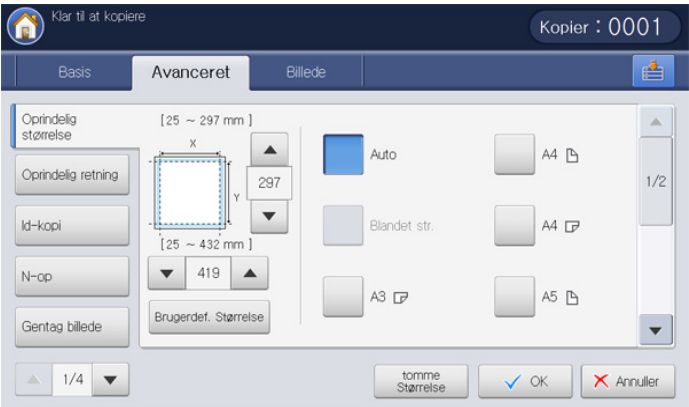 Klar til at kopiere
Kopier : 0001
Basis
Avanceret
Billede
Oprindelig
størrelse
Oprindelig retning
Id-kopi
N-op
Gentag billede
1/4
[ 25 ~ 297 mm ]
X
Y
297
[ 25 ~ 432 mm ]
419
Brugerdef. Størrelse
Auto
A4
Blandet str.
A4
A3
A5
1/2
tomme
Størrelse
OK
Annuller